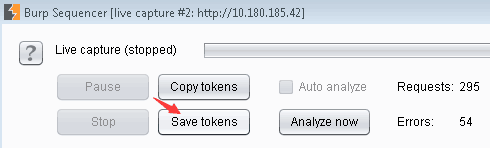 Burp Sequencer [live capture #2: http://10.180.185.42]
? Live capture (stopped)
Pause Copy tokens Auto analyze Requests: 295
Stop Save tokens Analyze now Errors: 54